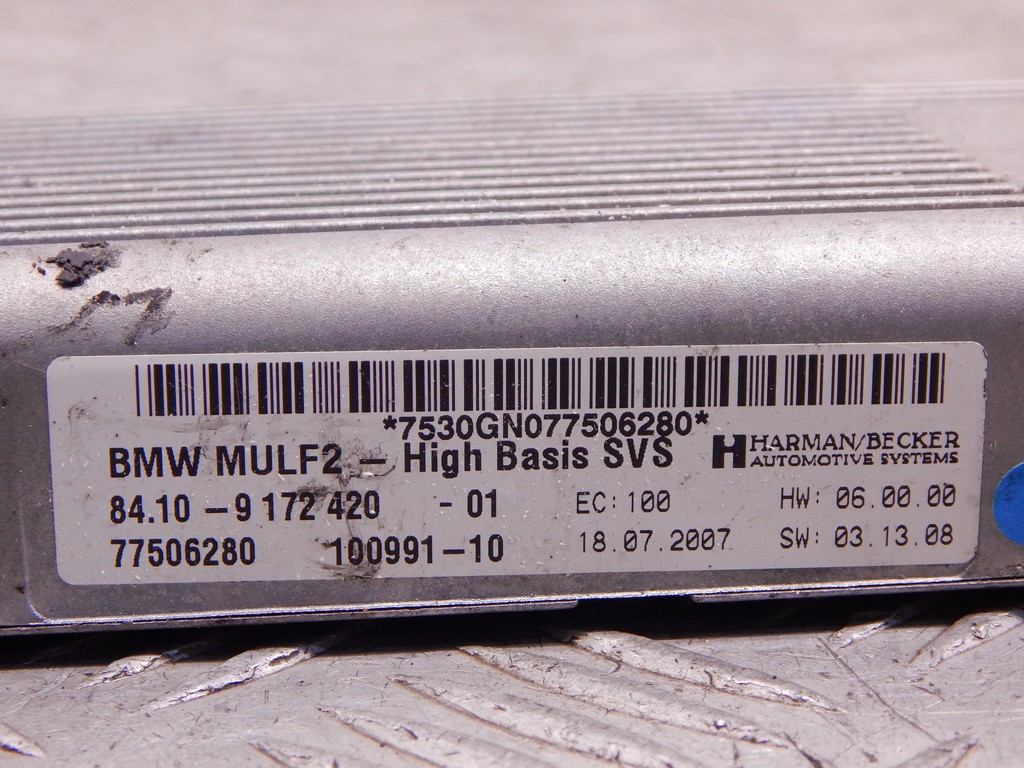 *7530GN077506280*
BMW MULF2 - High Basis SVS
HARMAN/BECKER
AUTOMOTIVE SYSTEMS
84.10 - 9 172 420 - 01 EC: 100 HW: 06.00.00
77506280 100991-10 18.07.2007 SW: 03.13.08